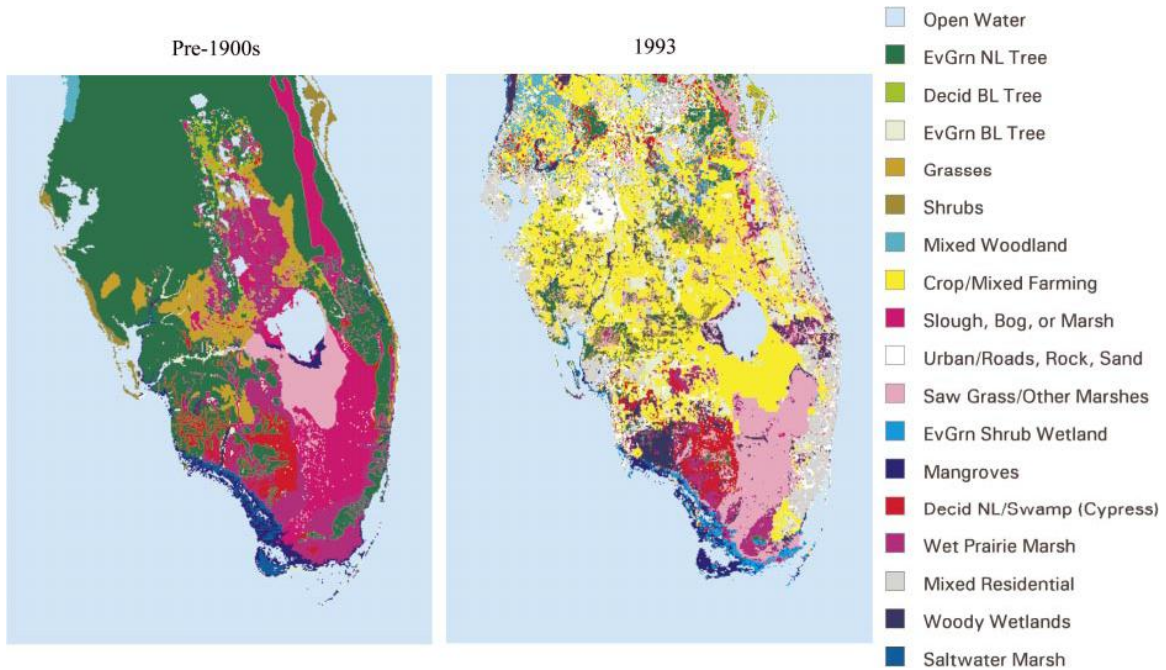 Pre-1900s
1993
Open Water
EvGrn NL Tree
Decid BL Tree
EvGrn BL Tree
Grasses
Shrubs
Mixed Woodland
Crop/Mixed Farming
Slough, Bog, or Marsh
Urban/Roads, Rock, Sand
Saw Grass/Other Marshes
EvGrn Shrub Wetland
Mangroves
Decid NL/Swamp (Cypress)
Wet Prairie Marsh
Mixed Residential
Woody Wetlands
Saltwater Marsh